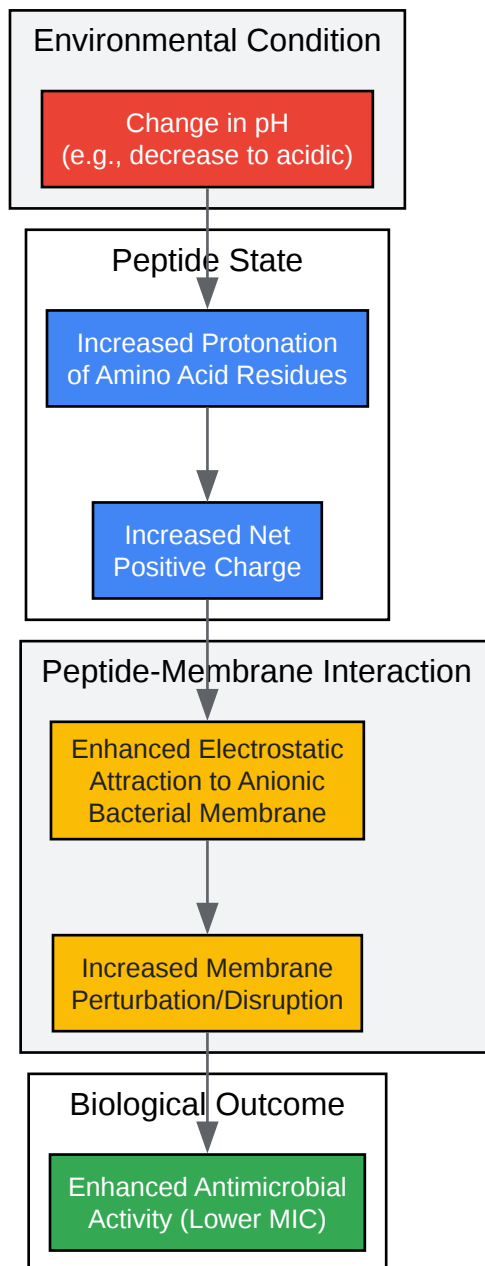 Environmental Condition
Change in pH
(e.g., decrease to acidic)
Peptide State
Increased Protonation
of Amino Acid Residues
Increased Net
Positive Charge
Peptide-Membrane Interaction
Enhanced Electrostatic
Attraction to Anionic
Bacterial Membrane
Increased Membrane
Perturbation/Disruption
Biological Outcome
Enhanced Antimicrobial
Activity (Lower MIC)